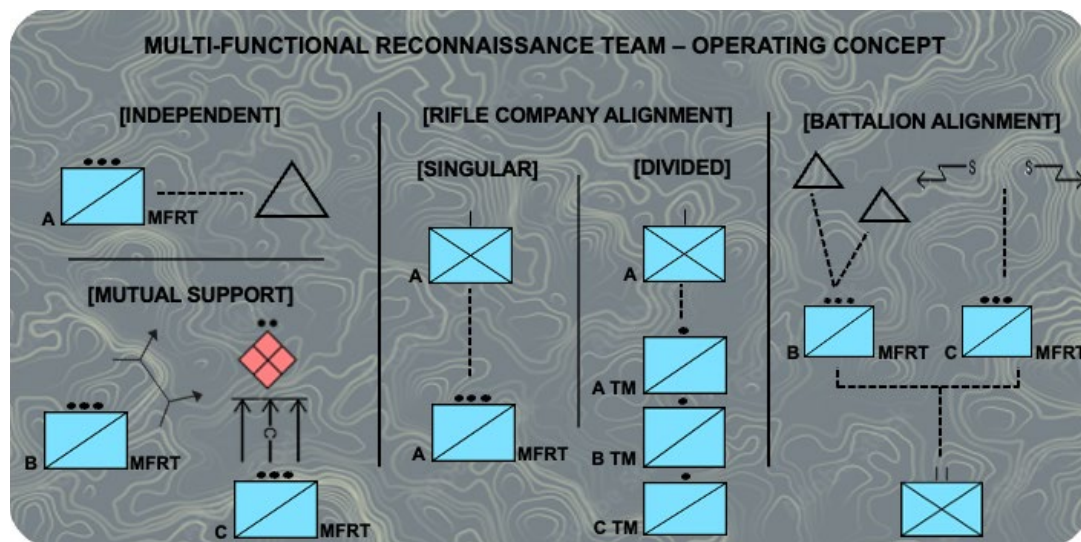 MULTI-FUNCTIONAL RECONNAISSANCE TEAM – OPERATING CONCEPT
[INDEPENDENT]
A MFRT
[MUTUAL SUPPORT]
B MFRT
C
C MFRT
[RIFLE COMPANY ALIGNMENT]
[SINGULAR]
A
A MFRT
[DIVIDED]
A
A TM
B TM
C TM
[BATTALION ALIGNMENT]
S S
B MFRT C MFRT